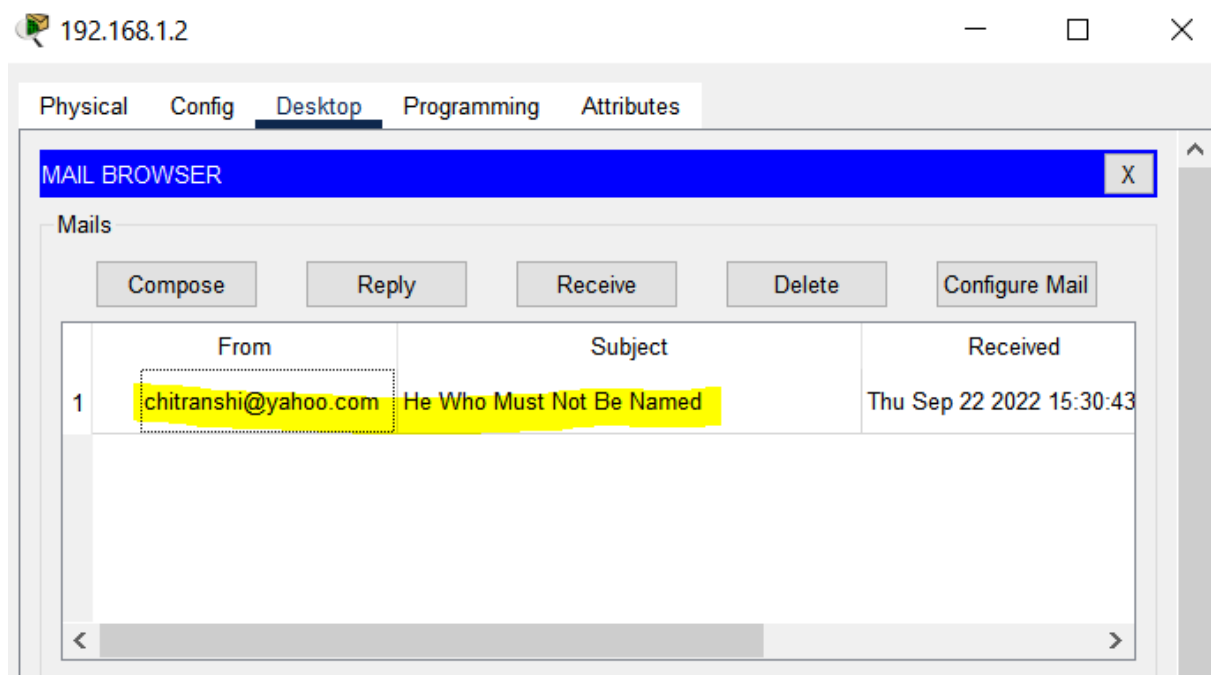 192.168.1.2
Physical Config Desktop Programming Attributes
MAIL BROWSER X
Mails
Compose Reply Receive Delete Configure Mail
From Subject Received
1 chitranshi@yahoo.com He Who Must Not Be Named Thu Sep 22 2022 15:30:43